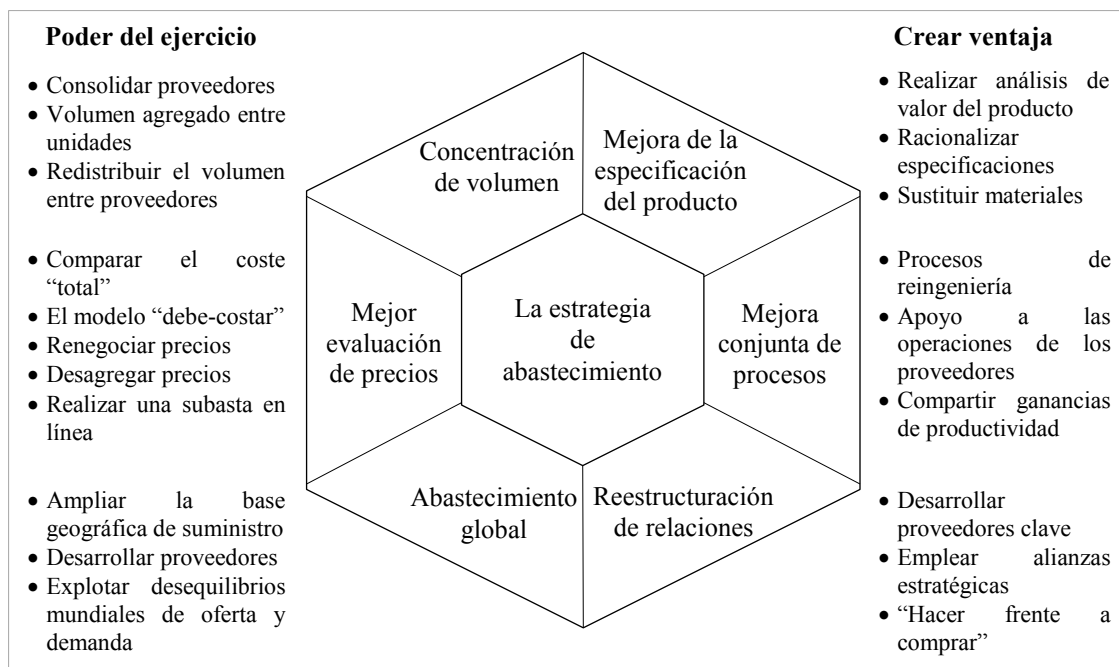 Poder del ejercicio
• Consolidar proveedores
• Volumen agregado entre
unidades
• Redistribuir el volumen
entre proveedores
• Comparar el coste
“total”
• El modelo “debe-costar”
• Renegociar precios
• Desagregar precios
• Realizar una subasta en
línea
• Ampliar la base
geográfica de suministro
• Desarrollar proveedores
• Explotar desequilibrios
mundiales de oferta y
demanda
Concentración
de volumen
Mejora de la
especificación
del producto
Mejor
evaluación
de precios
La estrategia
de
abastecimiento
Mejora
conjunta de
procesos
Abastecimiento
global
Reestructuración
de relaciones
Crear ventaja
• Realizar análisis de
valor del producto
• Racionalizar
especificaciones
• Sustituir materiales
• Procesos de
reingeniería
• Apoyo a las
operaciones de los
proveedores
• Compartir ganancias
de productividad
• Desarrollar
proveedores clave
• Emplear alianzas
estratégicas
• “Hacer frente a
comprar”